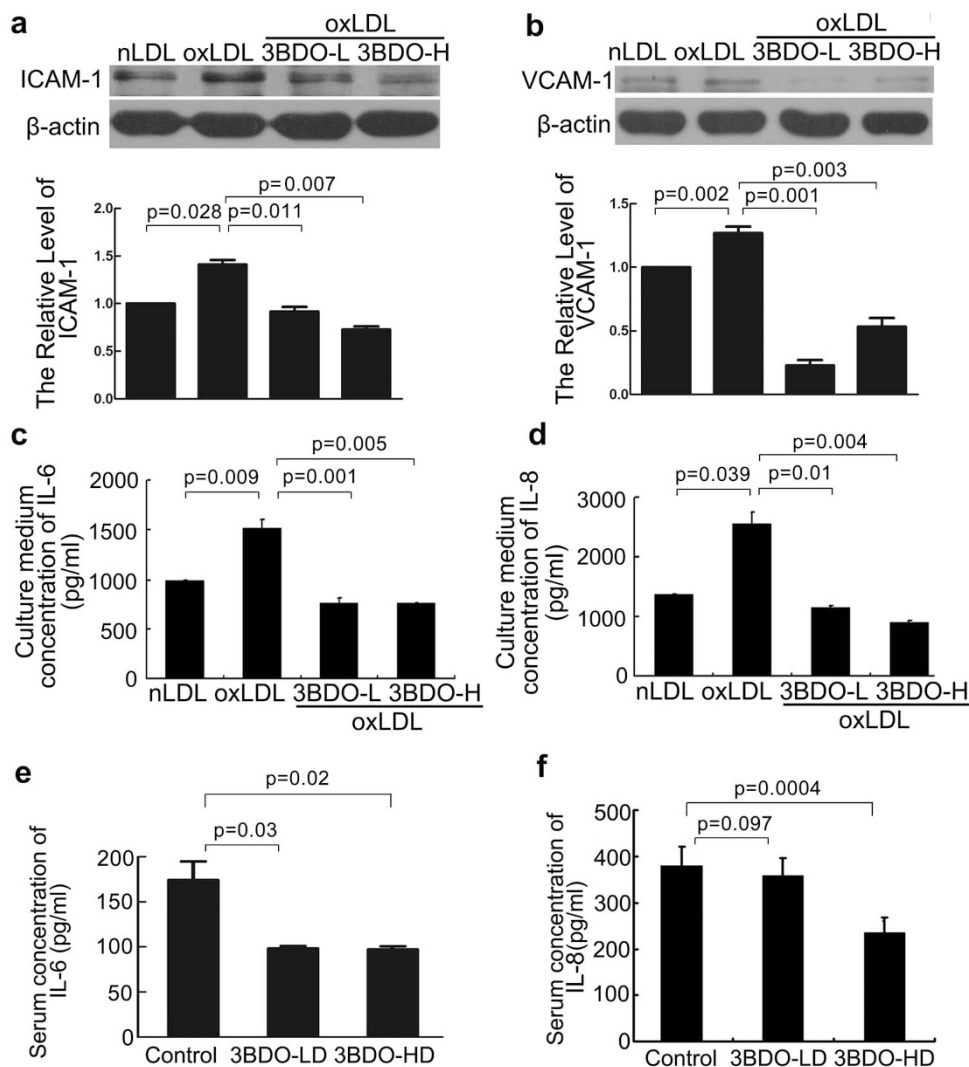 a
oxLDL
nLDL oxLDL 3BDO-L 3BDO-H
ICAM-1
β-actin
The Relative Level of
ICAM-1
p=0.007
p=0.028 p=0.011
2.0
1.5
1.0
0.5
0.0
b
oxLDL
nLDL oxLDL 3BDO-L 3BDO-H
VCAM-1
β-actin
The Relative Level of
VCAM-1
p=0.003
p=0.002 p=0.001
1.5
1.0
0.5
0.0
c
Culture medium
concentration of IL-6
(pg/ml)
p=0.005
p=0.009 p=0.001
2000
1500
1000
500
0
nLDL oxLDL 3BDO-L 3BDO-H
oxLDL
d
Culture medium
concentration of IL-8
(pg/ml)
p=0.004
p=0.039 p=0.01
3000
2000
1000
0
nLDL oxLDL 3BDO-L 3BDO-H
oxLDL
e
Serum concentration of
IL-6 (pg/ml)
p=0.02
p=0.03
200
150
100
50
0
Control 3BDO-LD 3BDO-HD
f
Serum concentration of
IL-8(pg/ml)
p=0.0004
p=0.097
500
400
300
200
300
0
Control 3BDO-LD 3BDO-HD